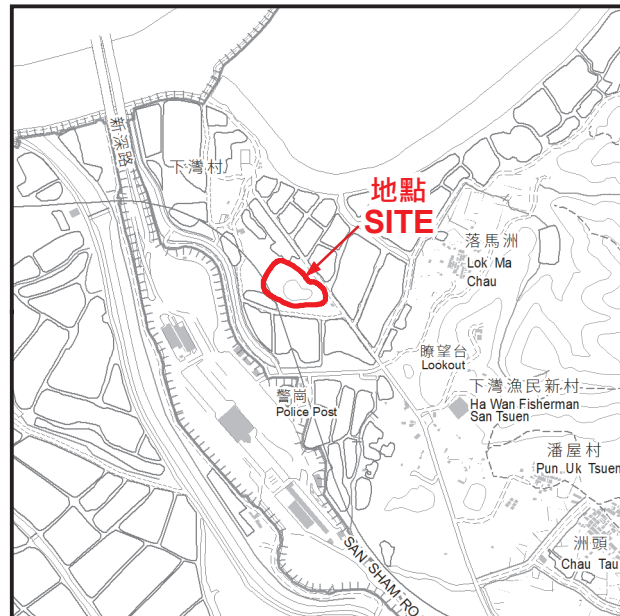 新深路
下灣村
地點
SITE
落馬洲
Lok Ma
Chau
瞭望台
Lookout
下灣漁民新村
Ha Wan Fisherman
San Tsuen
警崗
Police Post
潘屋村
Pun Uk Tsuen
洲頭
Chau Tau
SAN SHAM RO